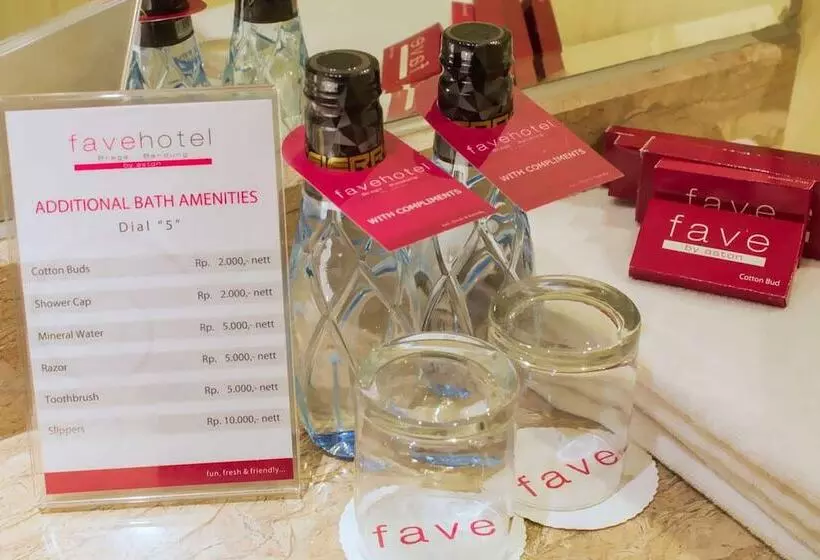 favehotel
Braga Bandung
by aston
ADDITIONAL BATH AMENITIES
Dial "5"
Cotton Buds Rp. 2.000,- nett
Shower Cap Rp. 2.000,- nett
Mineral Water Rp. 5.000,- nett
Razor Rp. 5.000,- nett
Toothbrush Rp. 5.000,- nett
Slippers Rp. 10.000,- nett
fun, fresh & friendly...
favehotel
WITH COMPLIMENTS
favehotel
WITH COMPLIMENTS
fave
fave
by aston
Cotton Bud
fave
fave